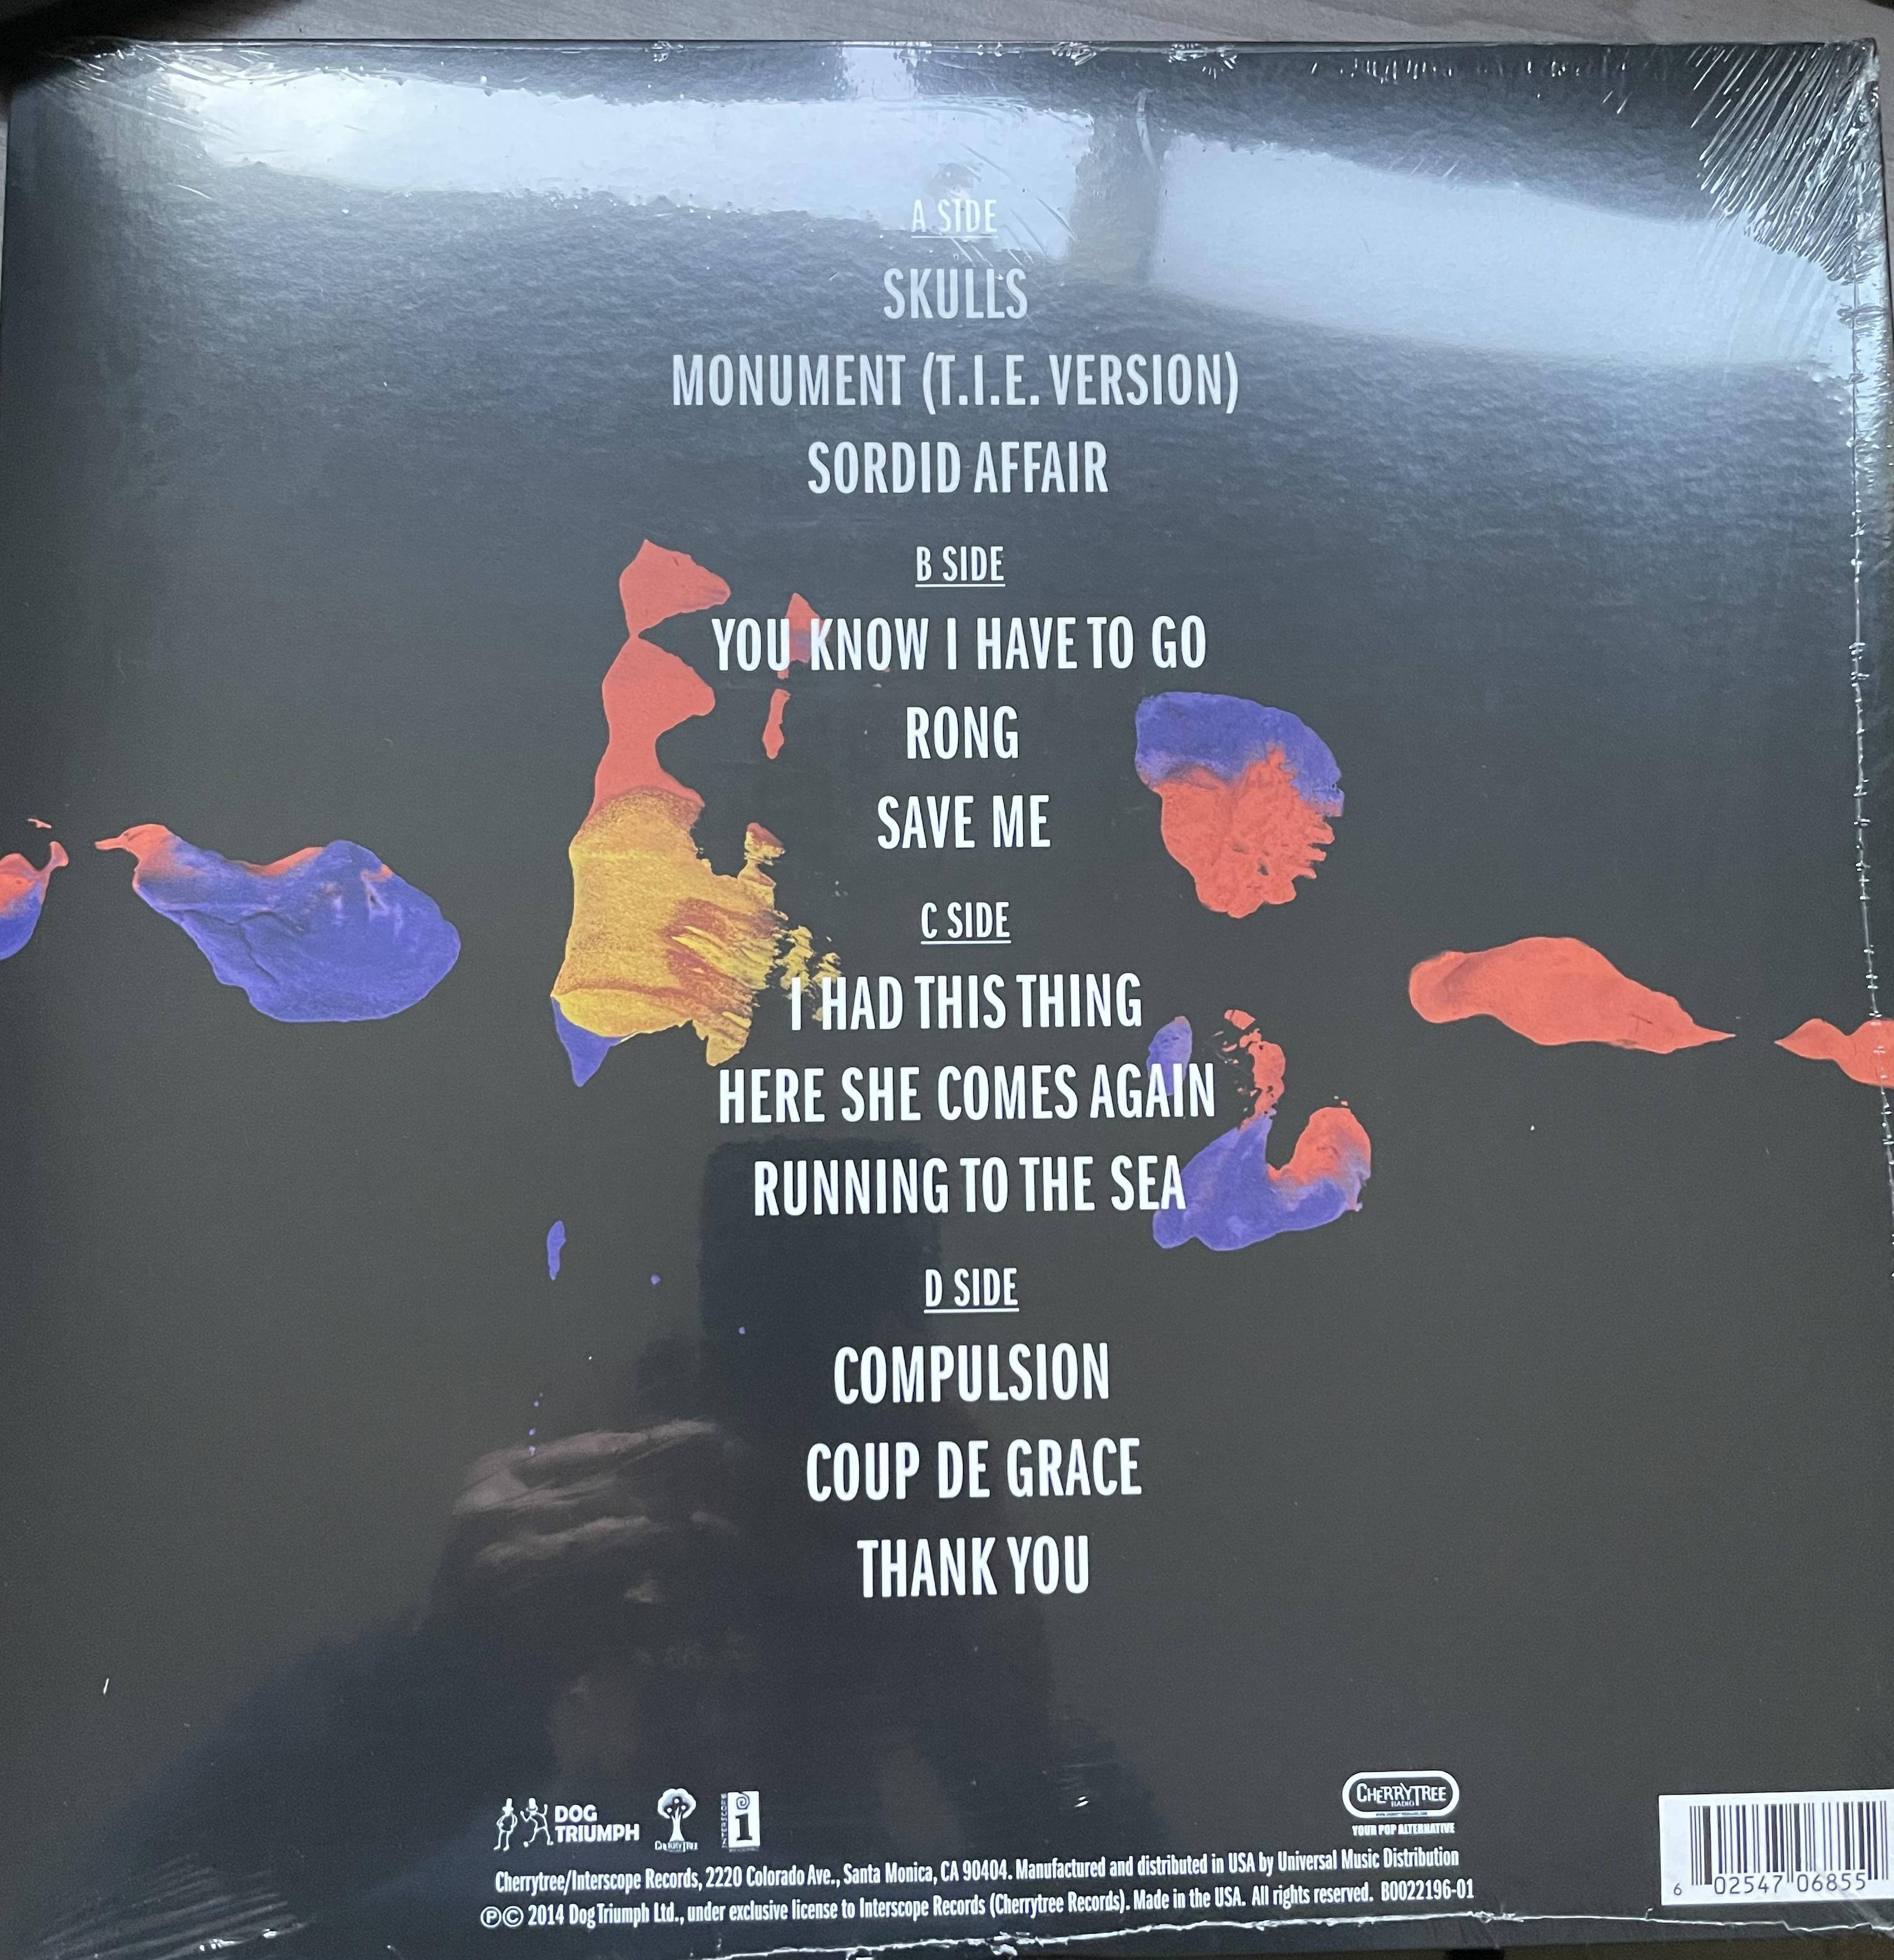 A SIDE
SKULLS
MONUMENT (T.I.E. VERSION)
SORDID AFFAIR
B SIDE
YOU KNOW I HAVE TO GO
RONG
SAVE ME
C SIDE
I HAD THIS THING
HERE SHE COMES AGAIN
RUNNING TO THE SEA
D SIDE
COMPULSION
COUP DE GRACE
THANK YOU
DOG
TRIUMPH
CHERRYTREE
INTERSCOPE
i
CHERRYTREE
RADIO
YOUR POP ALTERNATIVE
Cherrytree/Interscope Records, 2220 Colorado Ave., Santa Monica, CA 90404. Manufactured and distributed in USA by Universal Music Distribution
℗© 2014 Dog Triumph Ltd., under exclusive license to Interscope Records (Cherrytree Records). Made in the USA. All rights reserved. B0022196-01
6 02547 06855